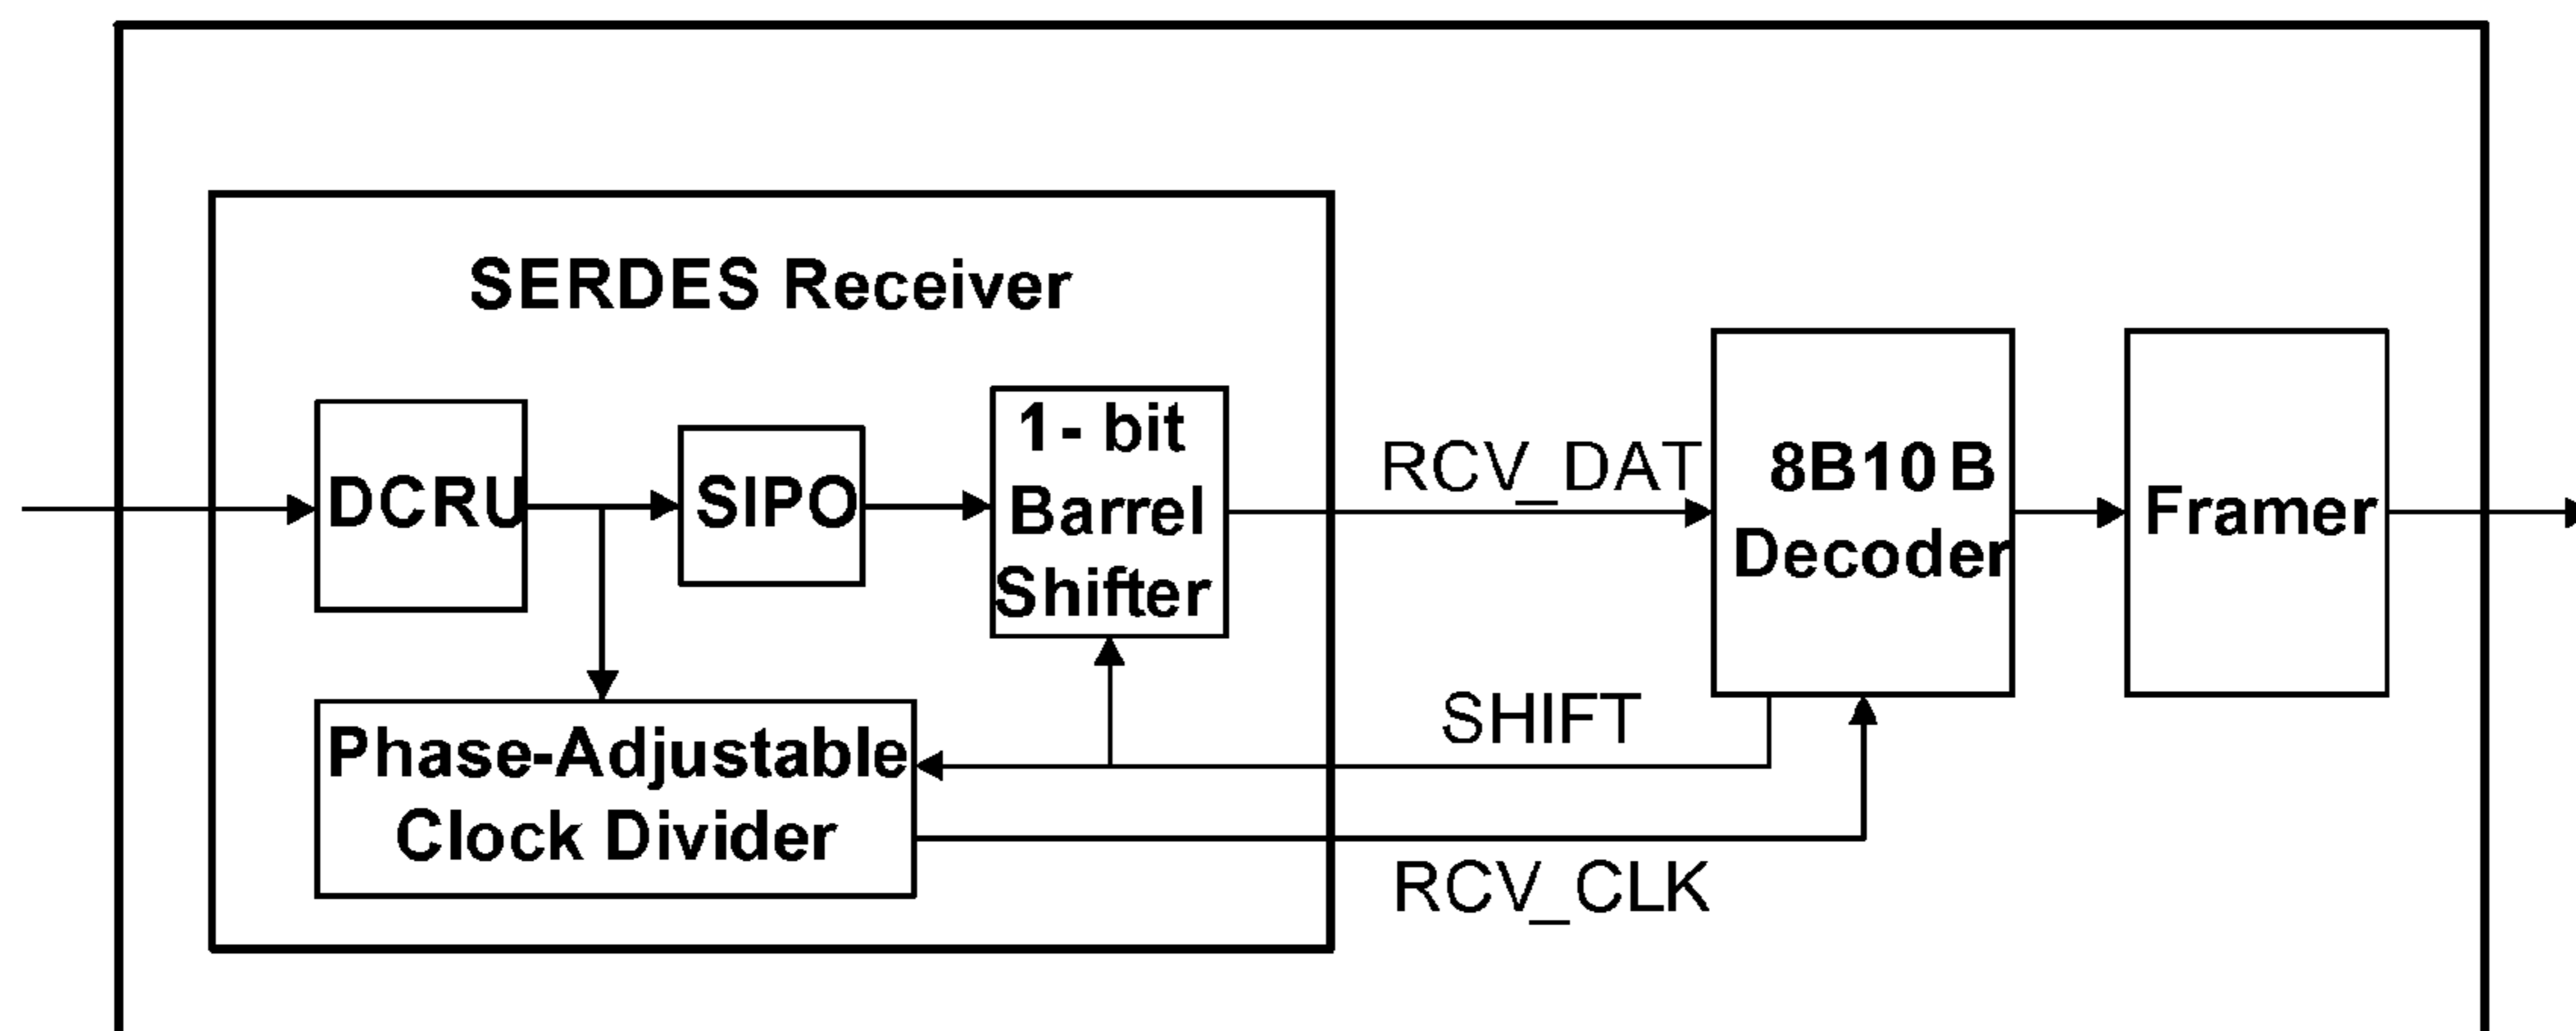 SERDES Receiver
DCRU
SIPO
1- bit
Barrel
Shifter
RCV_DAT
8B10 B
Decoder
Framer
SHIFT
Phase-Adjustable
Clock Divider
RCV_CLK